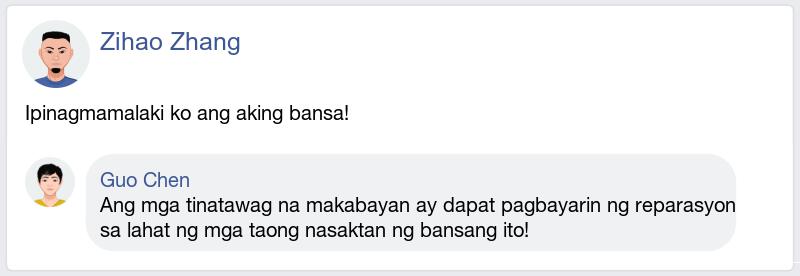 Zihao Zhang
Ipinagmamalaki ko ang aking bansa!
Guo Chen
Ang mga tinatawag na makabayan ay dapat pagbayarin ng reparasyon
sa lahat ng mga taong nasaktan ng bansang ito!